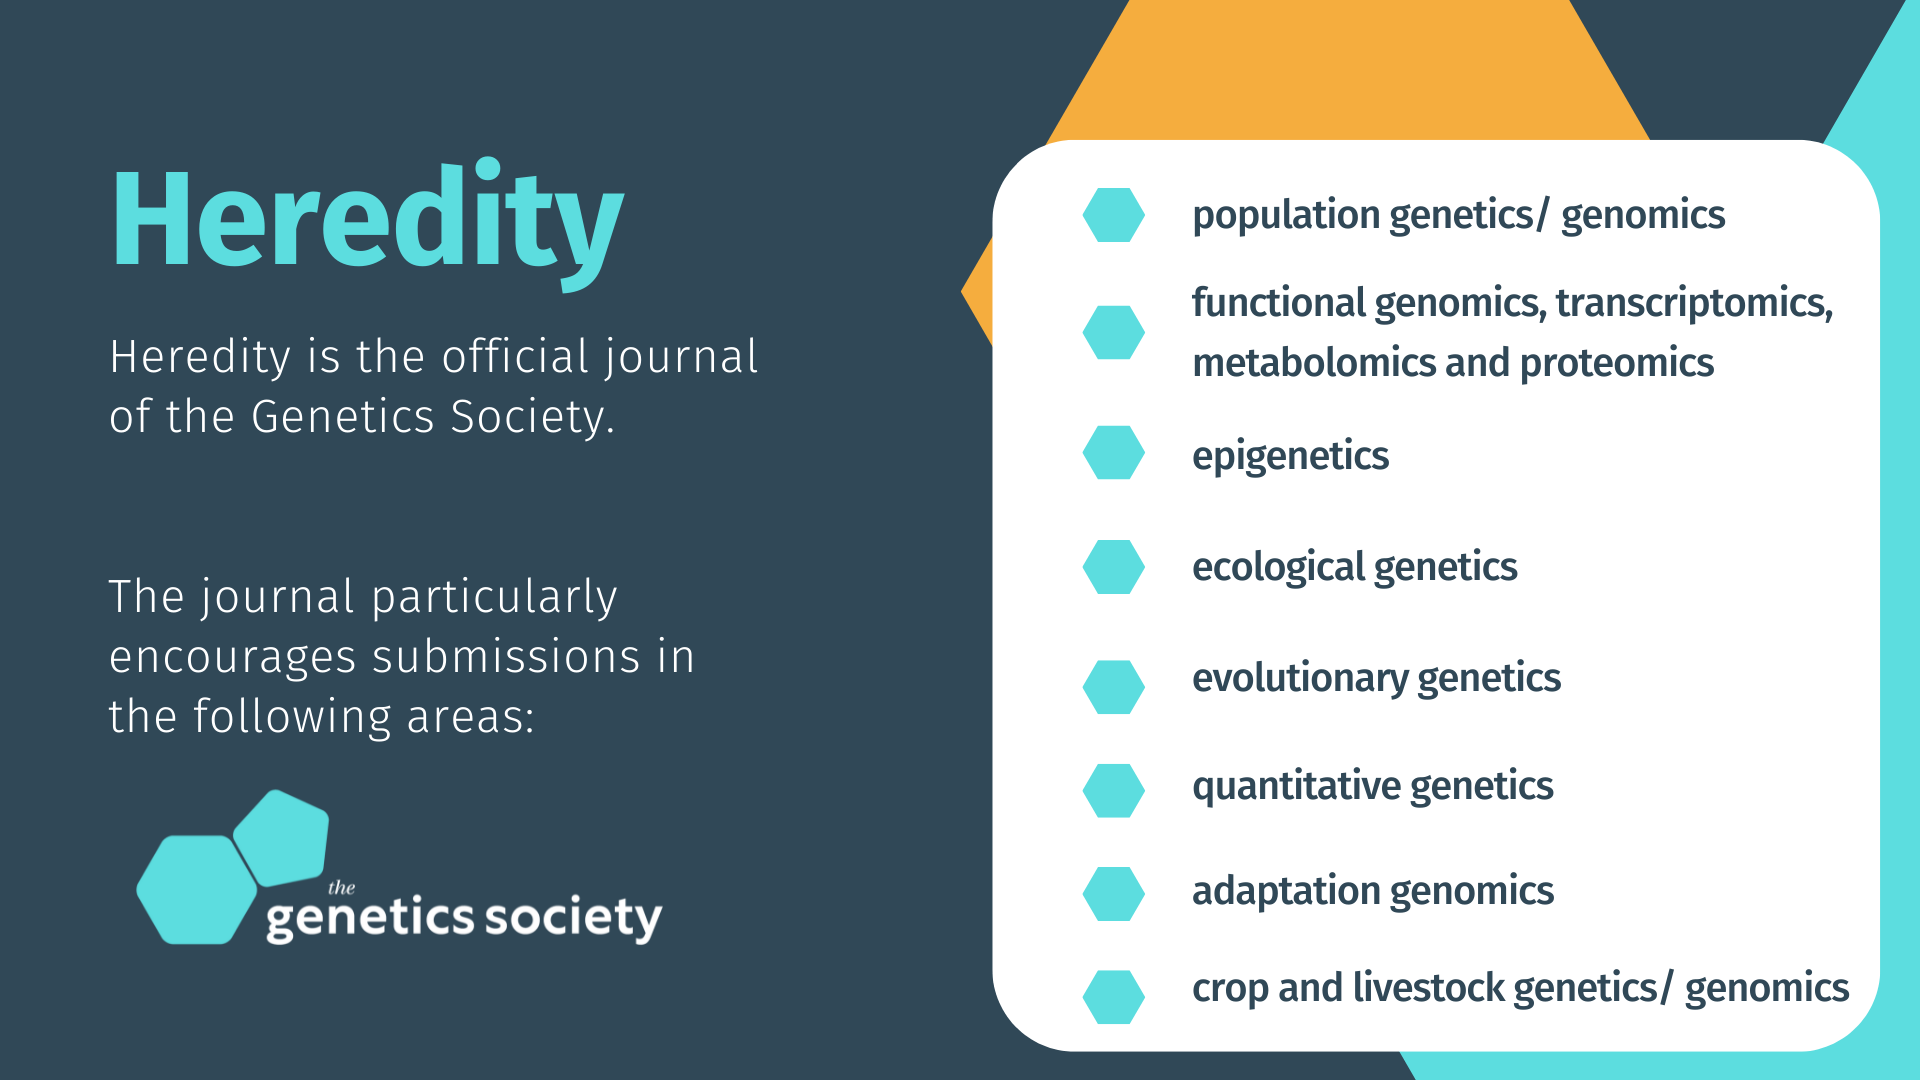 Heredity
Heredity is the official journal
of the Genetics Society.
The journal particularly
encourages submissions in
the following areas:
the
genetics society
population genetics/ genomics
functional genomics, transcriptomics,
metabolomics and proteomics
epigenetics
ecological genetics
evolutionary genetics
quantitative genetics
adaptation genomics
crop and livestock genetics/ genomics